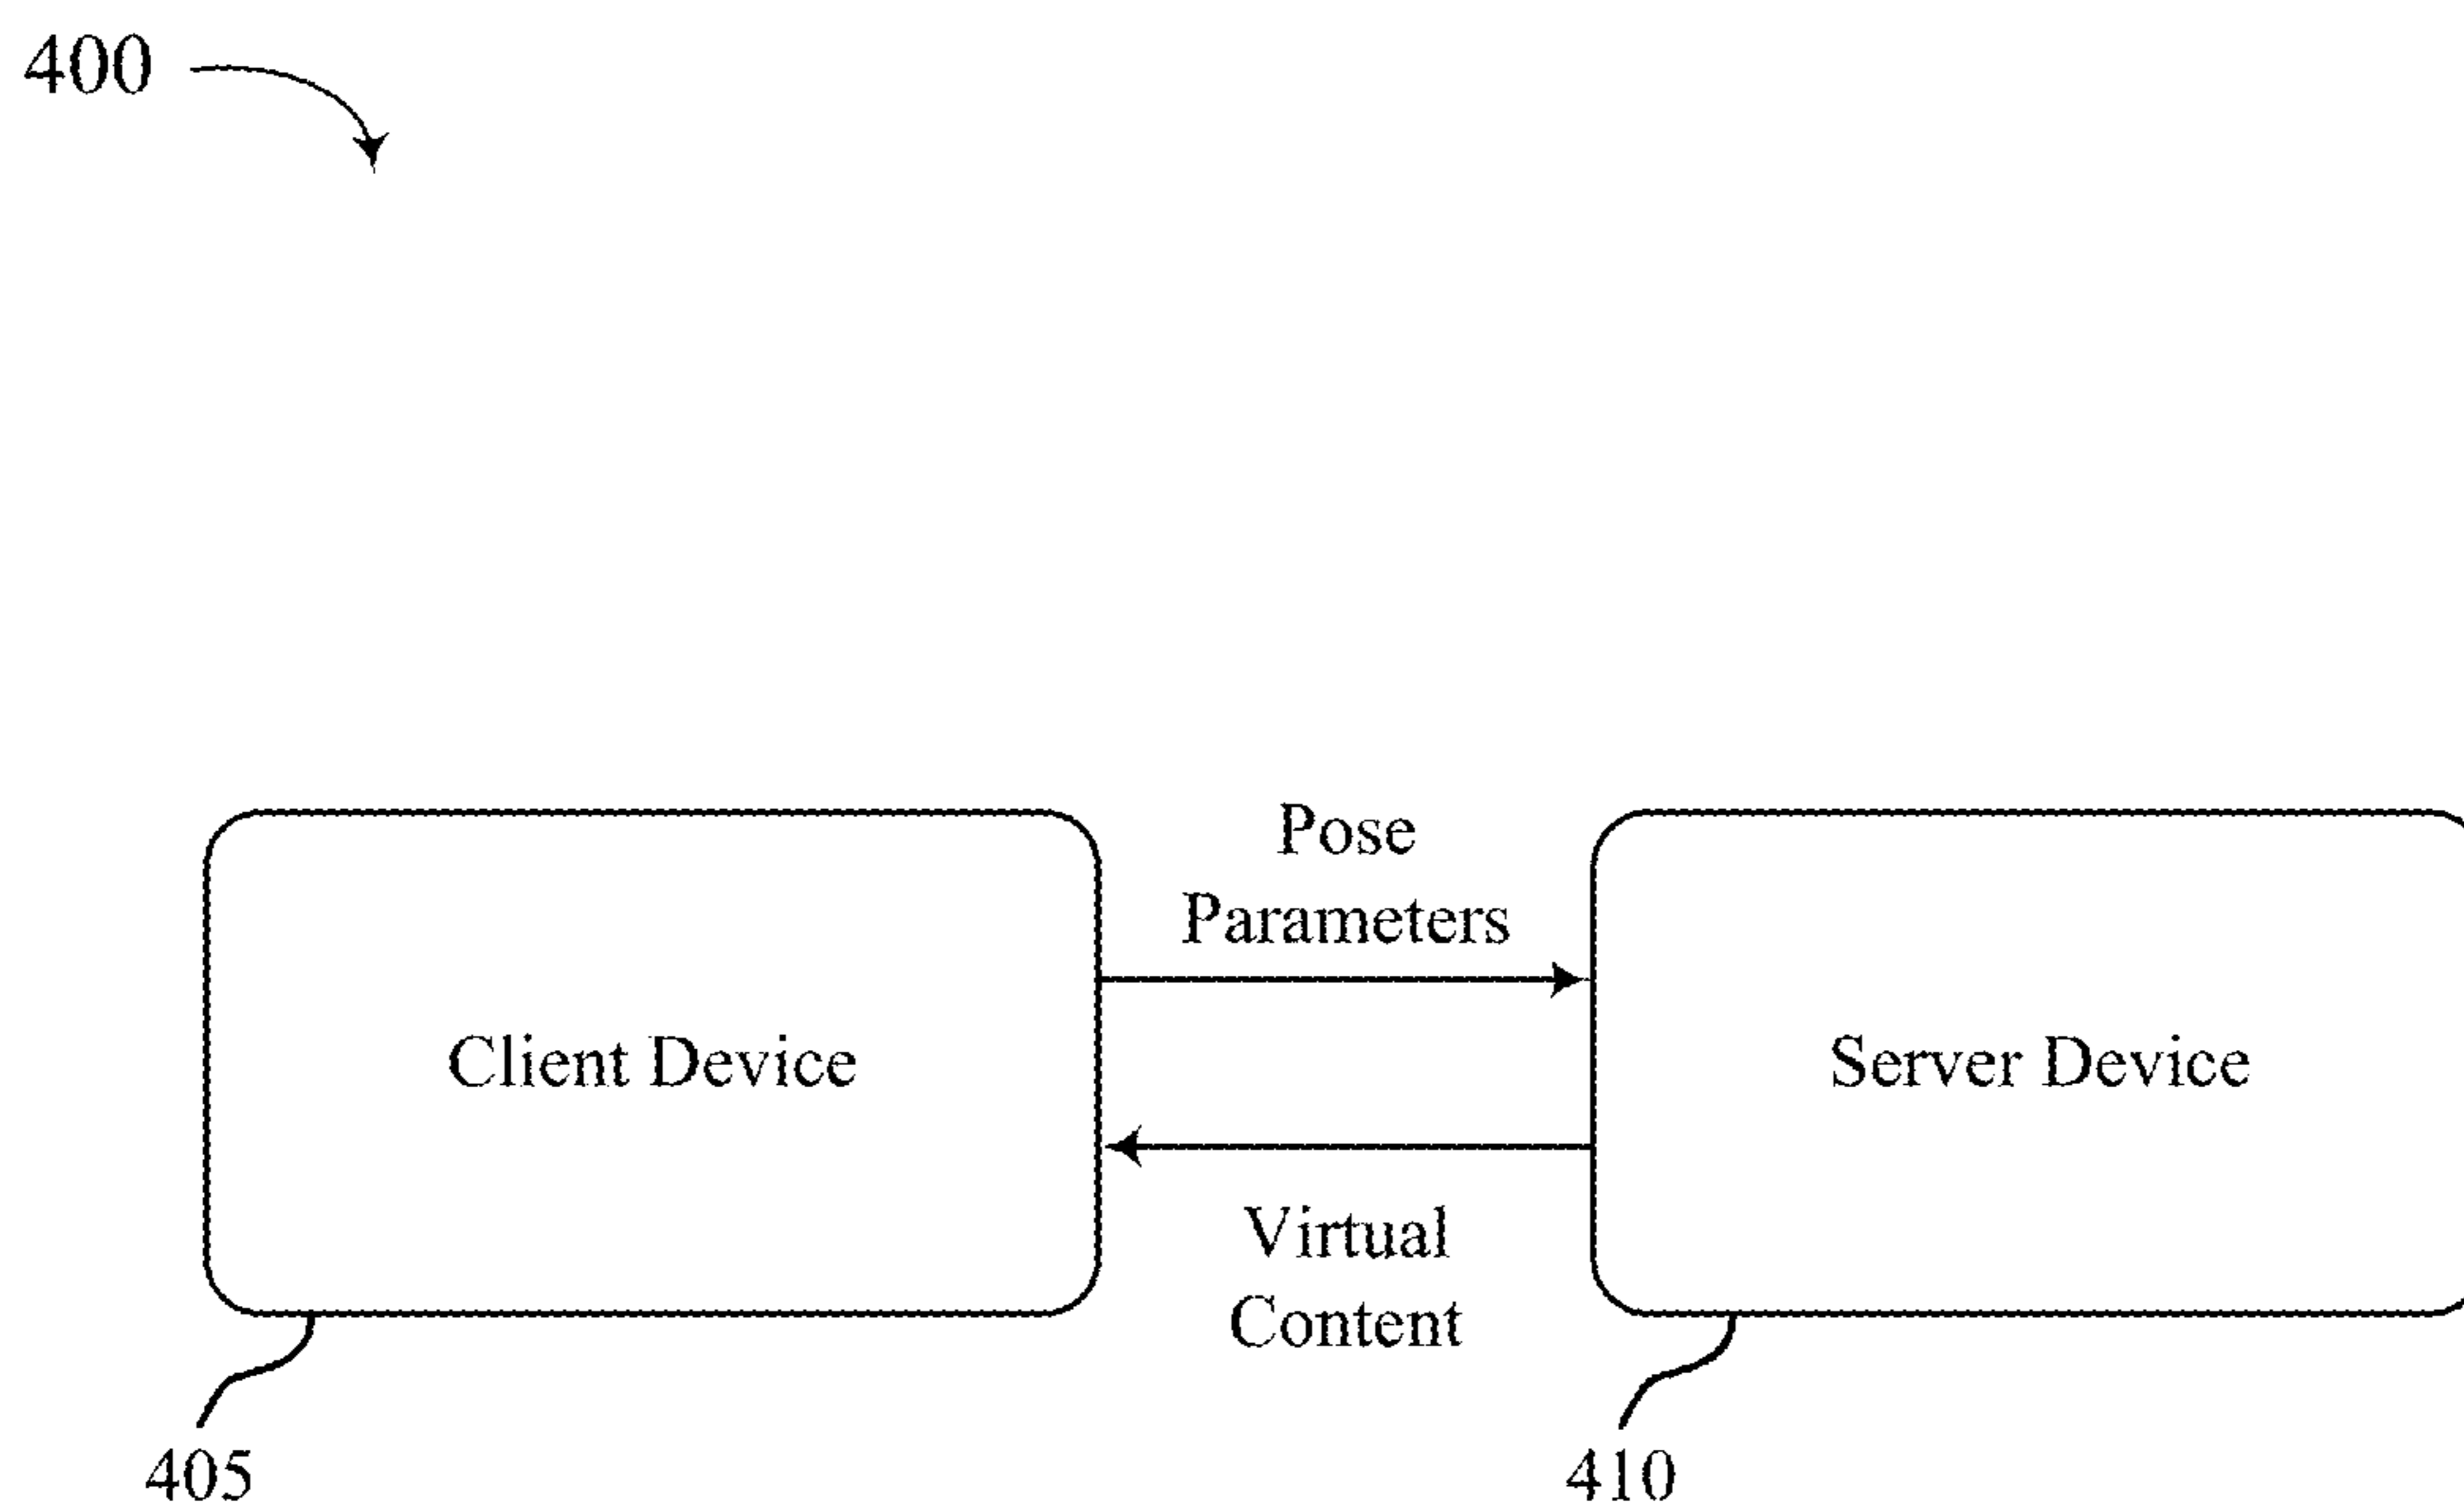 400
Pose
Parameters
Client Device
Server Device
Virtual
Content
405
410